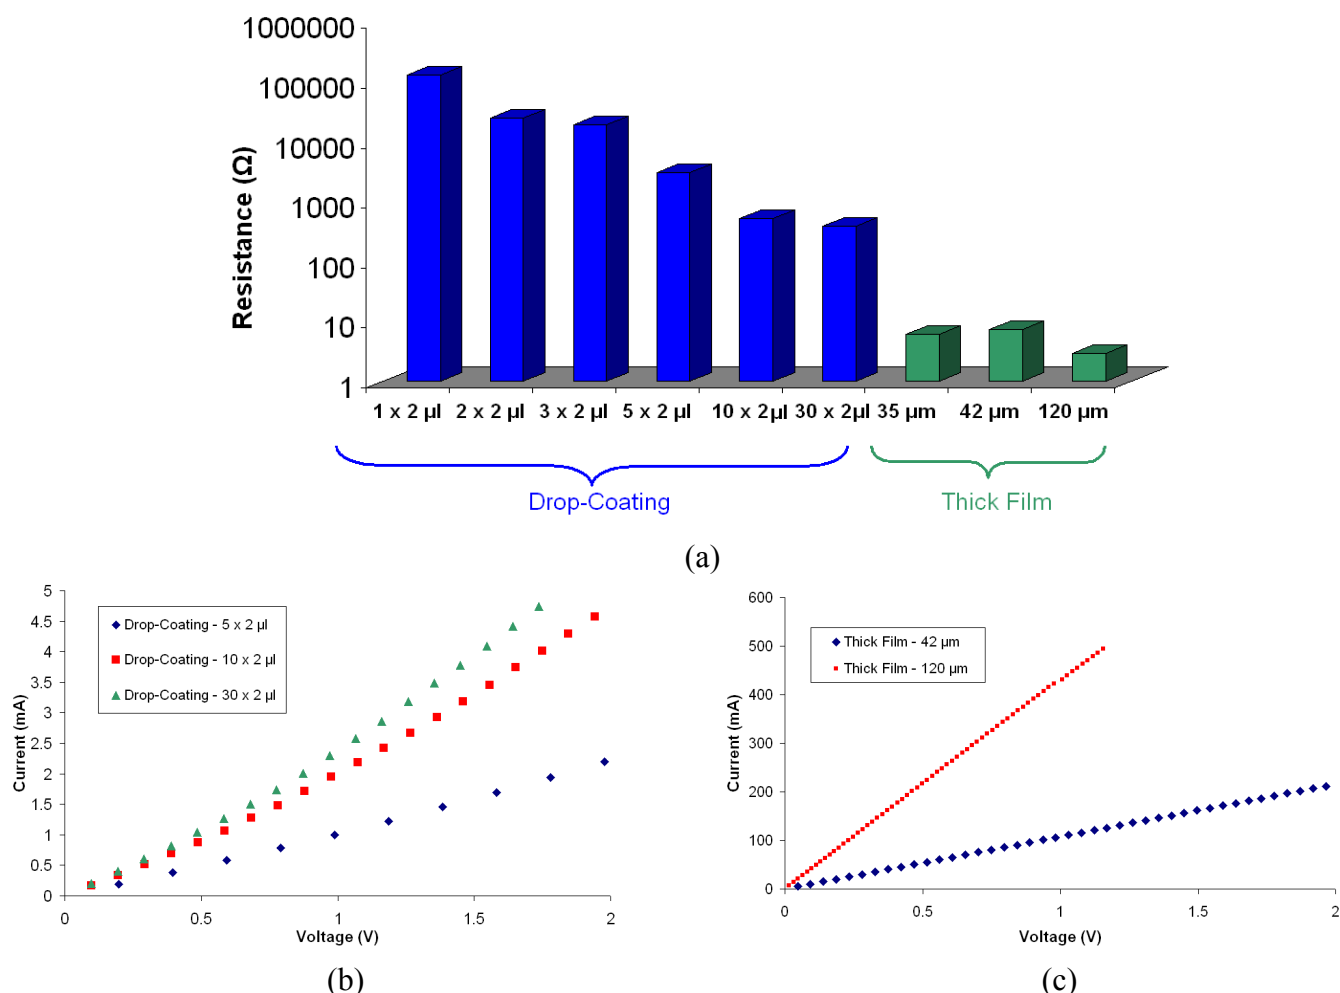 1000000
100000
10000
1000
100
10
1
Resistance (Ω)
1 x 2 µl 2 x 2 µl 3 x 2 µl 5 x 2 µl 10 x 2µl 30 x 2µl 35 µm 42 µm 120 µm
Drop-Coating Thick Film
(a)
5
4.5
4
3.5
3
2.5
2
1.5
1
0.5
0
Current (mA)
Drop-Coating - 5 x 2 µl
Drop-Coating - 10 x 2 µl
Drop-Coating - 30 x 2 µl
0 0.5 1 1.5 2
Voltage (V)
(b)
600
500
400
300
200
100
0
Current (mA)
Thick Film - 42 µm
Thick Film - 120 µm
0 0.5 1 1.5 2
Voltage (V)
(c)